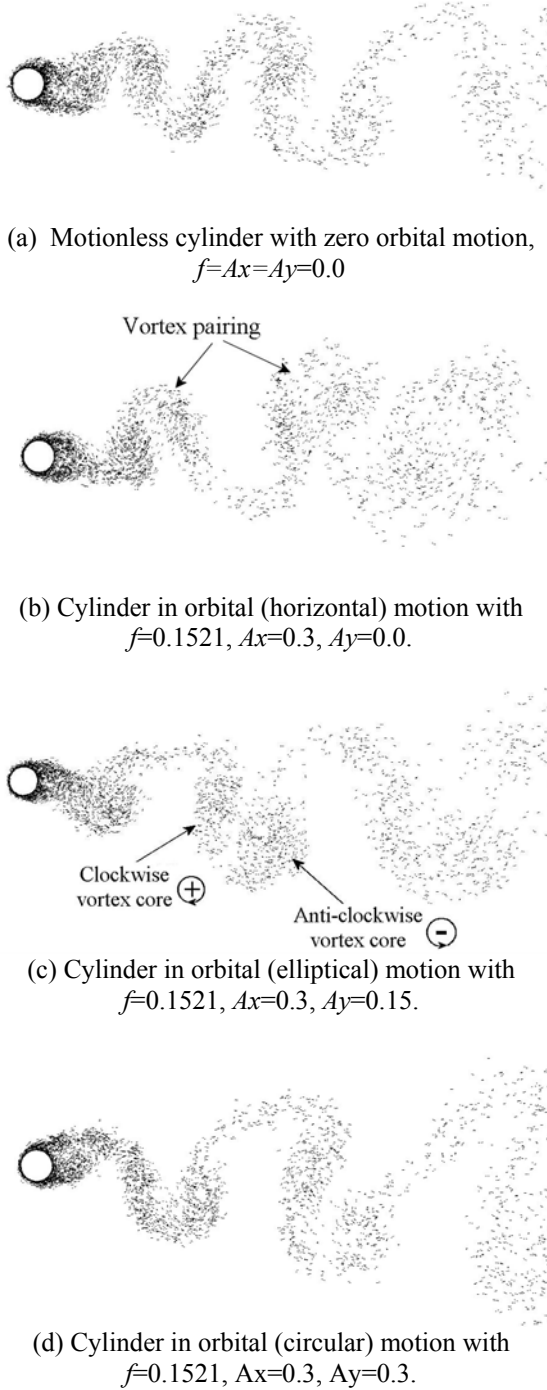 (a) Motionless cylinder with zero orbital motion,
f=Ax=Ay=0.0
Vortex pairing
(b) Cylinder in orbital (horizontal) motion with
f=0.1521, Ax=0.3, Ay=0.0.
Clockwise
vortex core +
Anti-clockwise
vortex core -
(c) Cylinder in orbital (elliptical) motion with
f=0.1521, Ax=0.3, Ay=0.15.
(d) Cylinder in orbital (circular) motion with
f=0.1521, Ax=0.3, Ay=0.3.